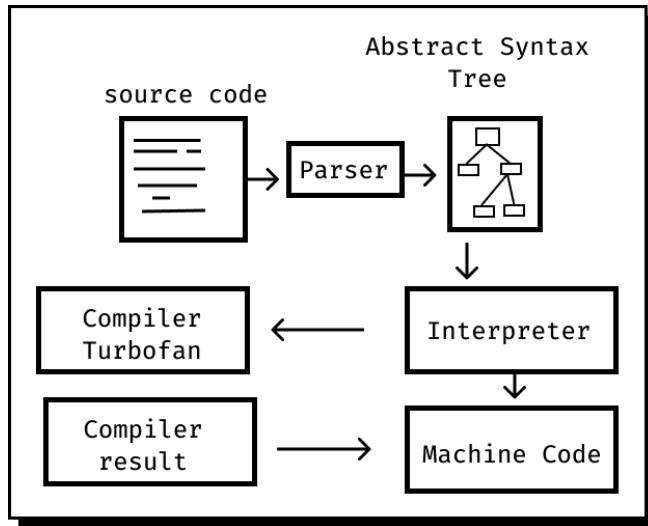 Abstract Syntax
Tree
source code
Parser
Compiler
Turbofan
Interpreter
Compiler
result
Machine Code